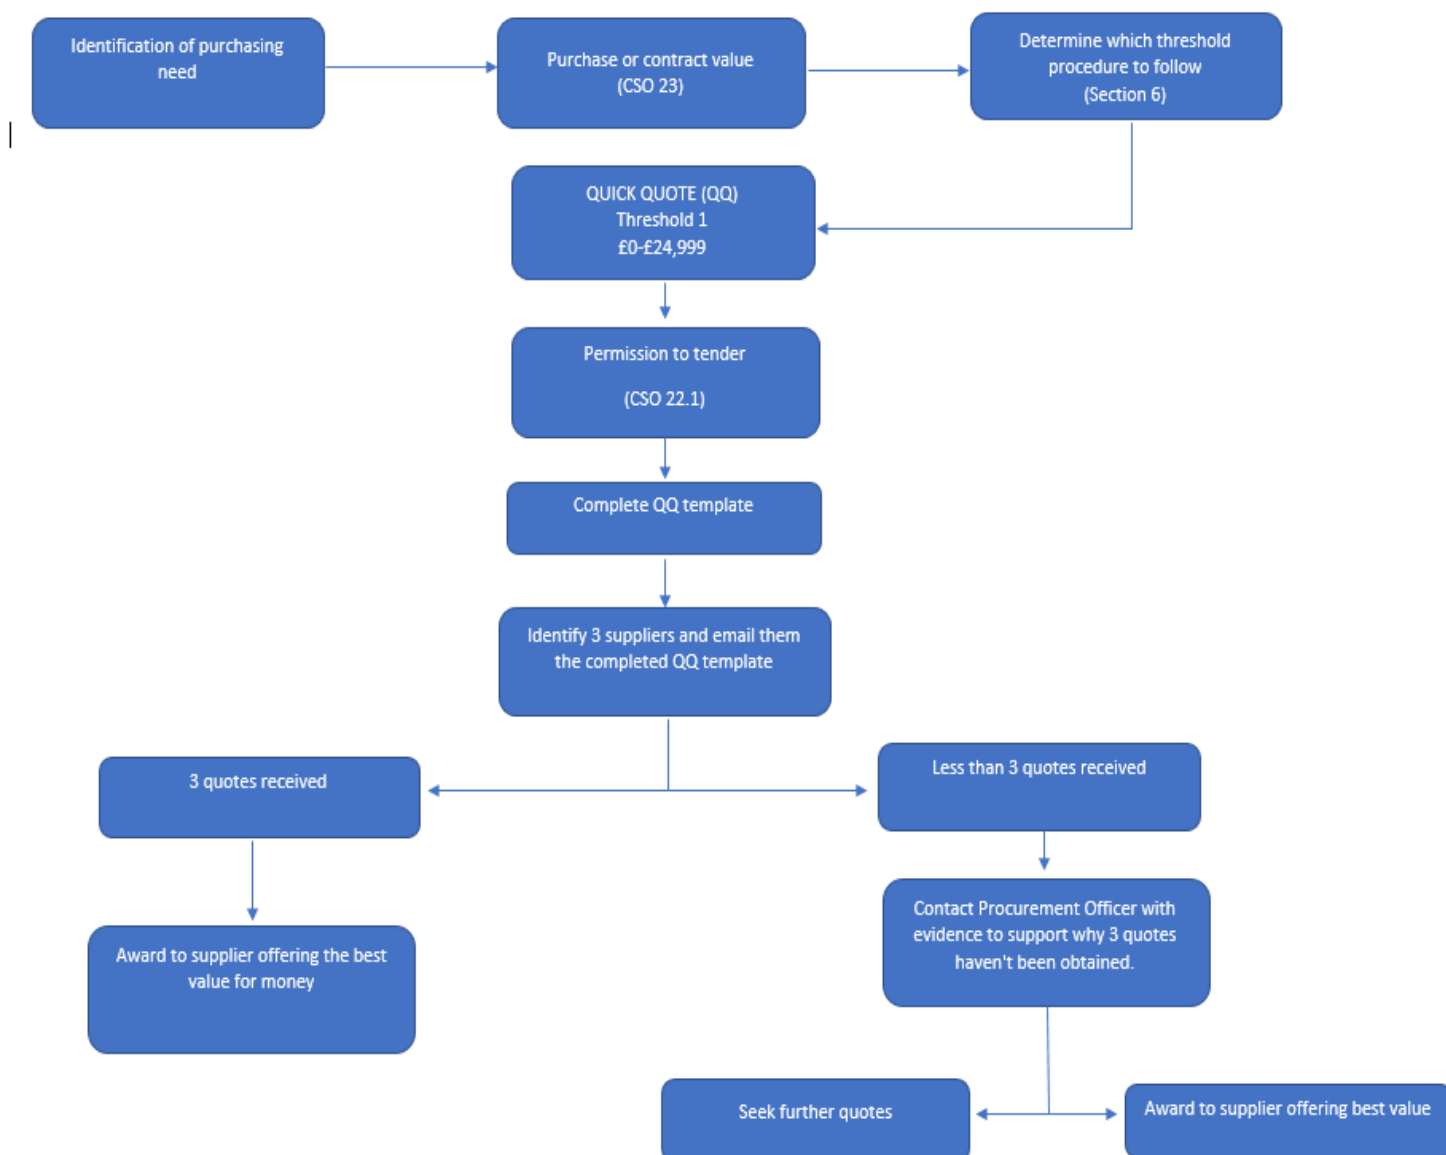 Identification of purchasing
need
Purchase or contract value
(CSO 23)
Determine which threshold
procedure to follow
(Section 6)
QUICK QUOTE (QQ)
Threshold 1
£0-£24,999
Permission to tender
(CSO 22.1)
Complete QQ template
Identify 3 suppliers and email them
the completed QQ template
3 quotes received
Less than 3 quotes received
Award to supplier offering the best
value for money
Contact Procurement Officer with
evidence to support why 3 quotes
haven't been obtained.
Seek further quotes
Award to supplier offering best value